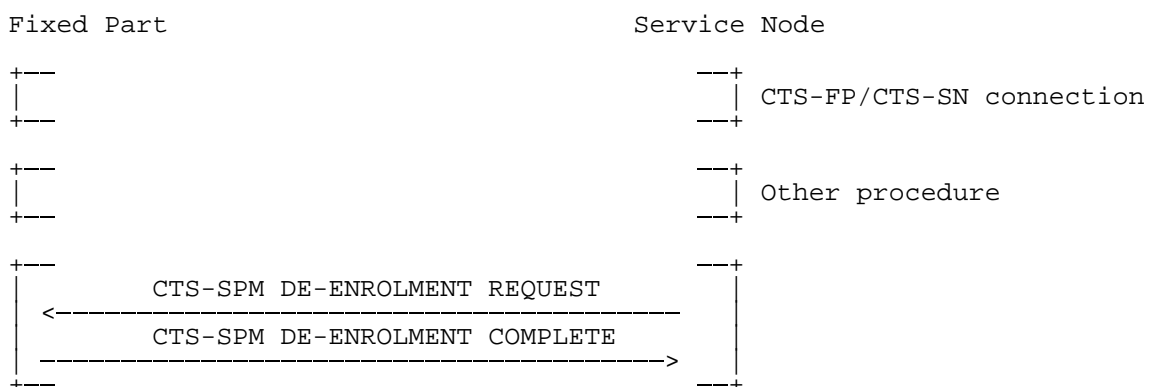 Fixed Part Service Node
CTS-FP/CTS-SN connection
Other procedure
CTS-SPM DE-ENROLMENT REQUEST
CTS-SPM DE-ENROLMENT COMPLETE